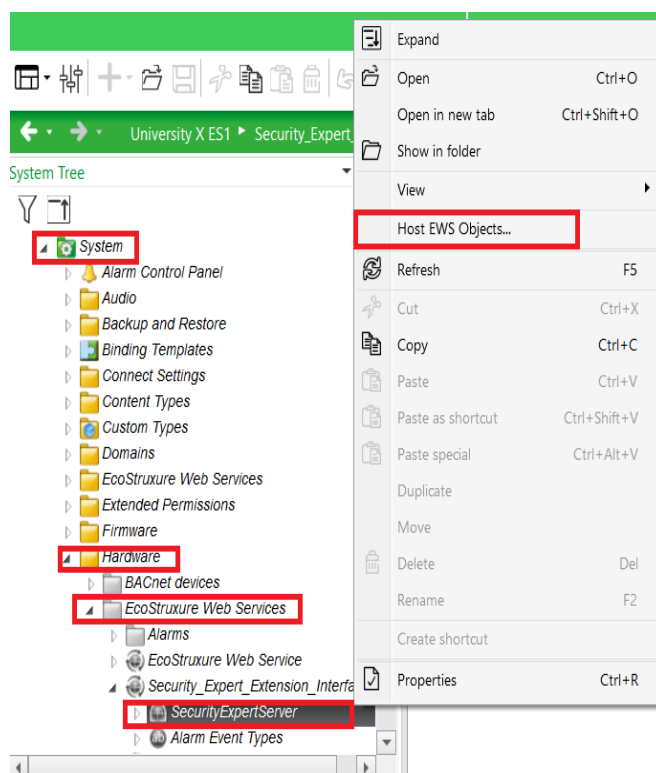 University X ES1 Security_Expert_
System Tree
System
Alarm Control Panel
Audio
Backup and Restore
Binding Templates
Connect Settings
Content Types
Custom Types
Domains
EcoStruxure Web Services
Extended Permissions
Firmware
Hardware
BACnet devices
EcoStruxure Web Services
Alarms
EcoStruxure Web Service
Security_Expert_Extension_Interfa
SecurityExpertServer
Alarm Event Types
Expand
Open Ctrl+O
Open in new tab Ctrl+Shift+O
Show in folder
View
Host EWS Objects...
Refresh F5
Cut Ctrl+X
Copy Ctrl+C
Paste Ctrl+V
Paste as shortcut Ctrl+Shift+V
Paste special Ctrl+Alt+V
Duplicate
Move
Delete Del
Rename F2
Create shortcut
Properties Ctrl+R